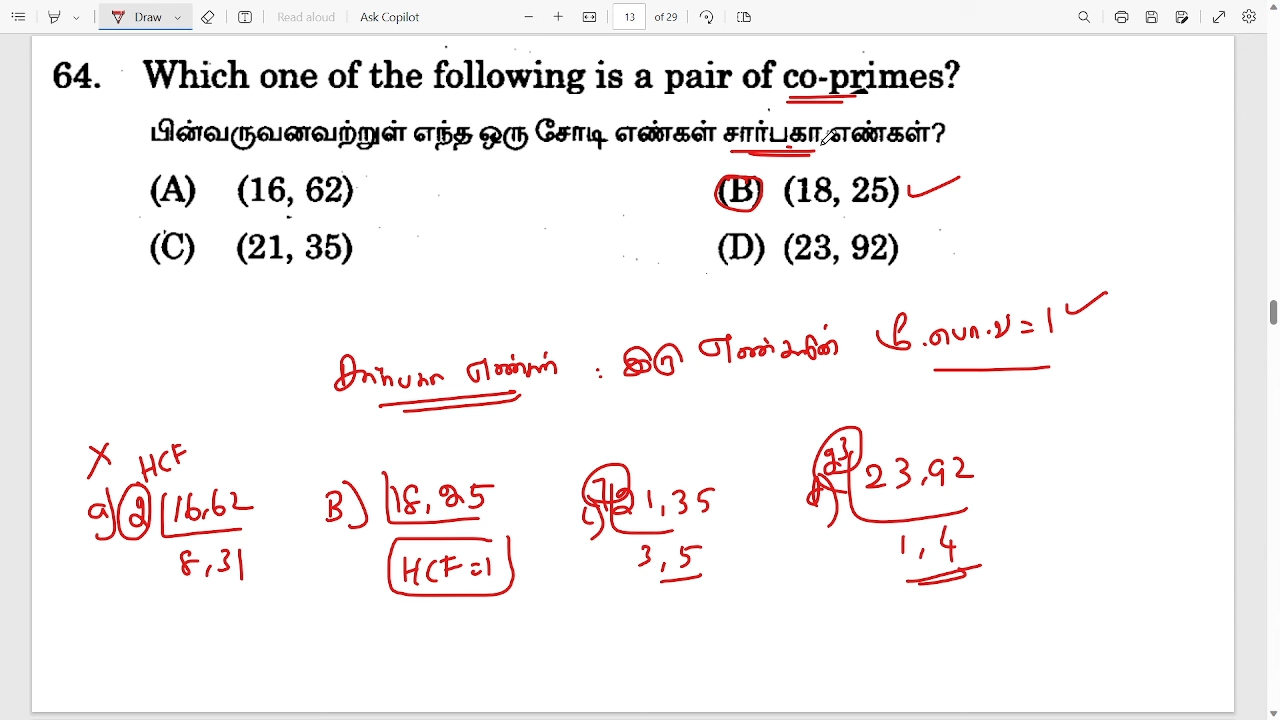 Draw
Read aloud
Ask Copilot
13
of 29
64. Which one of the following is a pair of co-primes?
பின்வருவனவற்றுள் எந்த ஒரு சோடி எண்கள் சார்பகா எண்கள்?
(A) (16, 62)
(B) (18, 25)
(C) (21, 35)
(D) (23, 92)
சார்பகா எண்கள் : இரு எண்களின் மீ.பொ.வ = 1
X HCF
a) 2 16,62
8,31
B) 18,25
HCF=1
c) 7 21,35
3,5
23 23,92
1,4